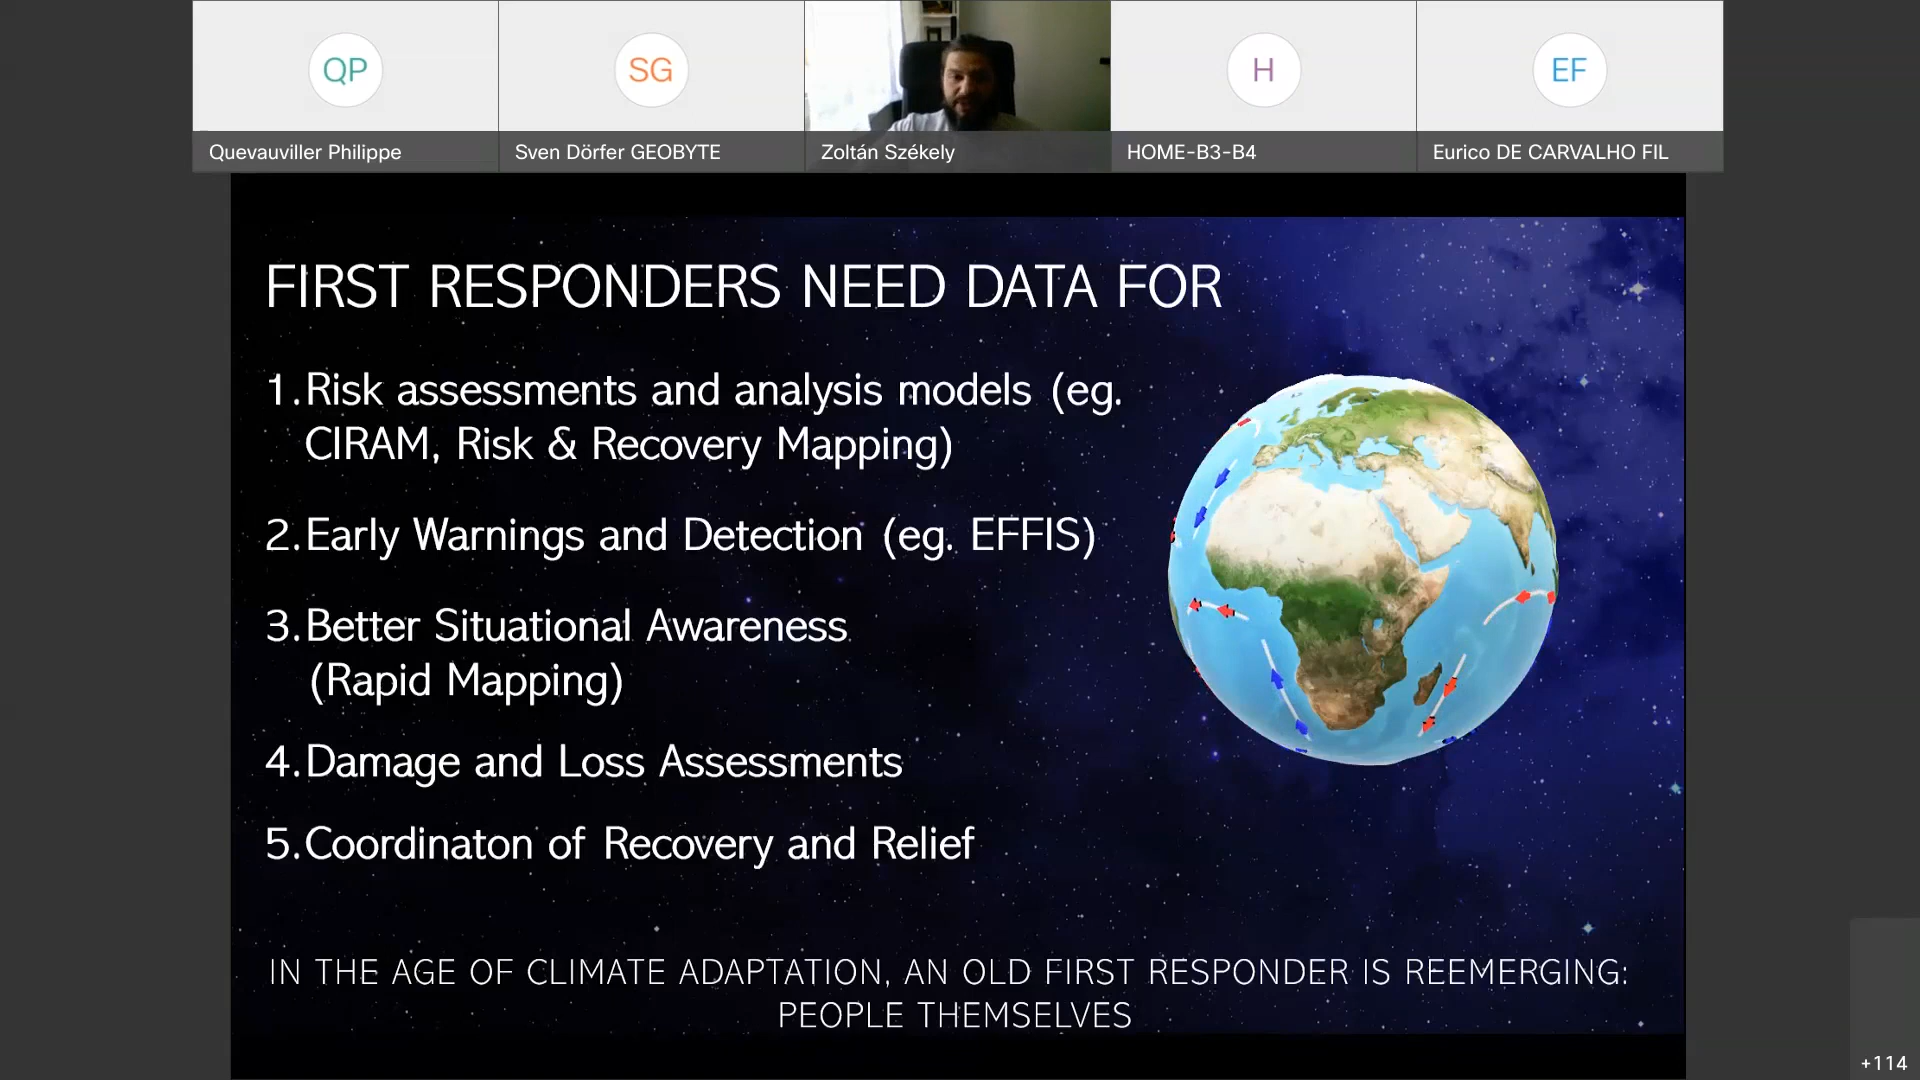 QP
SG
H
EF
Quevauviller Philippe
Sven Dörfer GEOBYTE
Zoltán Székely
HOME-B3-B4
Eurico DE CARVALHO FIL
FIRST RESPONDERS NEED DATA FOR
1. Risk assessments and analysis models (eg.
CIRAM, Risk & Recovery Mapping)
2. Early Warnings and Detection (eg. EFFIS)
3. Better Situational Awareness
(Rapid Mapping)
4. Damage and Loss Assessments
5. Coordinaton of Recovery and Relief
IN THE AGE OF CLIMATE ADAPTATION, AN OLD FIRST RESPONDER IS REEMERGING:
PEOPLE THEMSELVES
+114